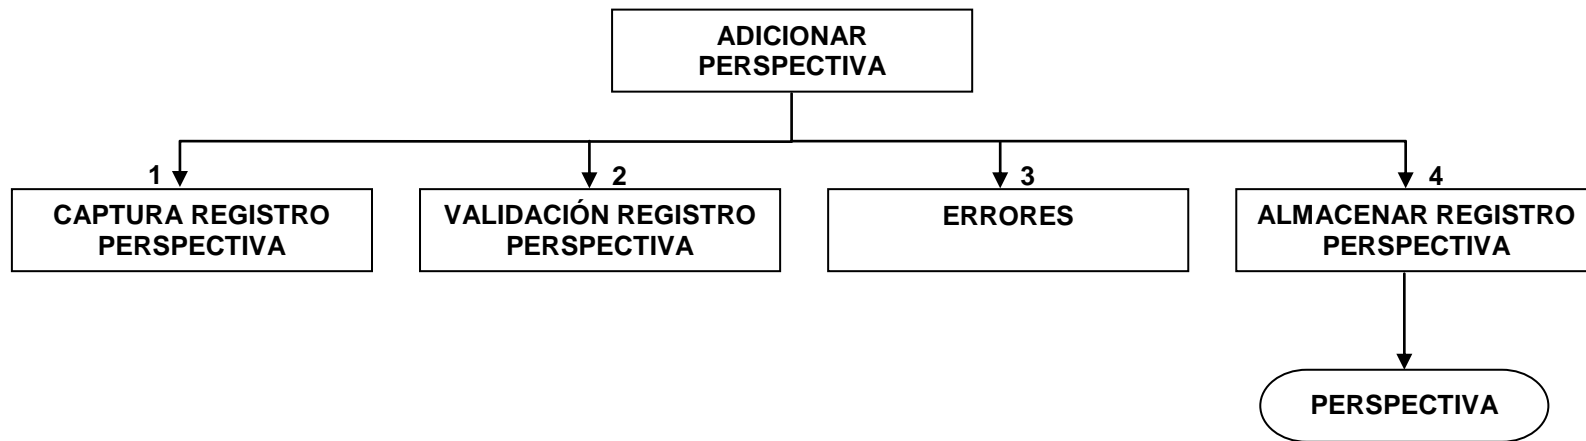 ADICIONAR
PERSPECTIVA
1
2
3
4
CAPTURA REGISTRO
PERSPECTIVA
VALIDACIÓN REGISTRO
PERSPECTIVA
ERRORES
ALMACENAR REGISTRO
PERSPECTIVA
PERSPECTIVA